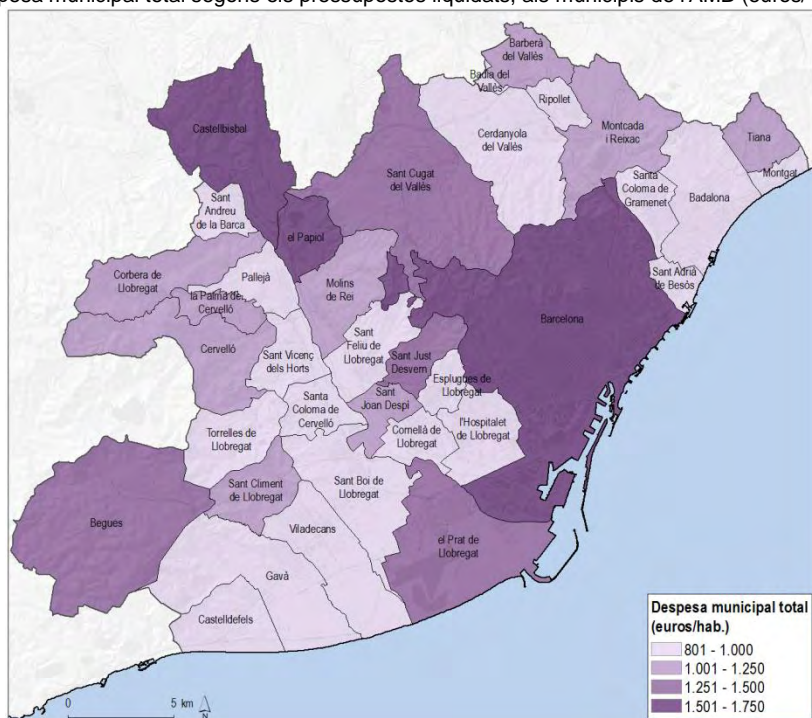 despesa municipal total segons els pressupostos liquidats, als municipis de l'AMB (euros/
Barberà
del Vallès
Badia del
Vallès
Ripollet
Castellbisbal
Cerdanyola
del Vallès
Montcada
i Reixac
Tiana
Montgat
Sant Cugat
del Vallès
Santa
Coloma de
Gramenet
Badalona
Sant
Andreu
de la Barca
el Papiol
Sant Adrià
de Besòs
Corbera de
Llobregat
Pallejà
Molins
de Rei
la Palma de
Cervelló
Barcelona
Cervelló
Sant Vicenç
dels Horts
Sant
Feliu de
Llobregat
Sant Just
Desvern
Esplugues de
Llobregat
Santa
Coloma de
Cervelló
Sant
Joan Despí
Torrelles de
Llobregat
Cornellà de
Llobregat
l'Hospitalet
de Llobregat
Sant Climent
de Llobregat
Sant Boi de
Llobregat
Begues
Viladecans
el Prat de
Llobregat
Gavà
Castelldefels
Despesa municipal total
(euros/hab.)
801 - 1.000
1.001 - 1.250
1.251 - 1.500
1.501 - 1.750
0 5 km
N